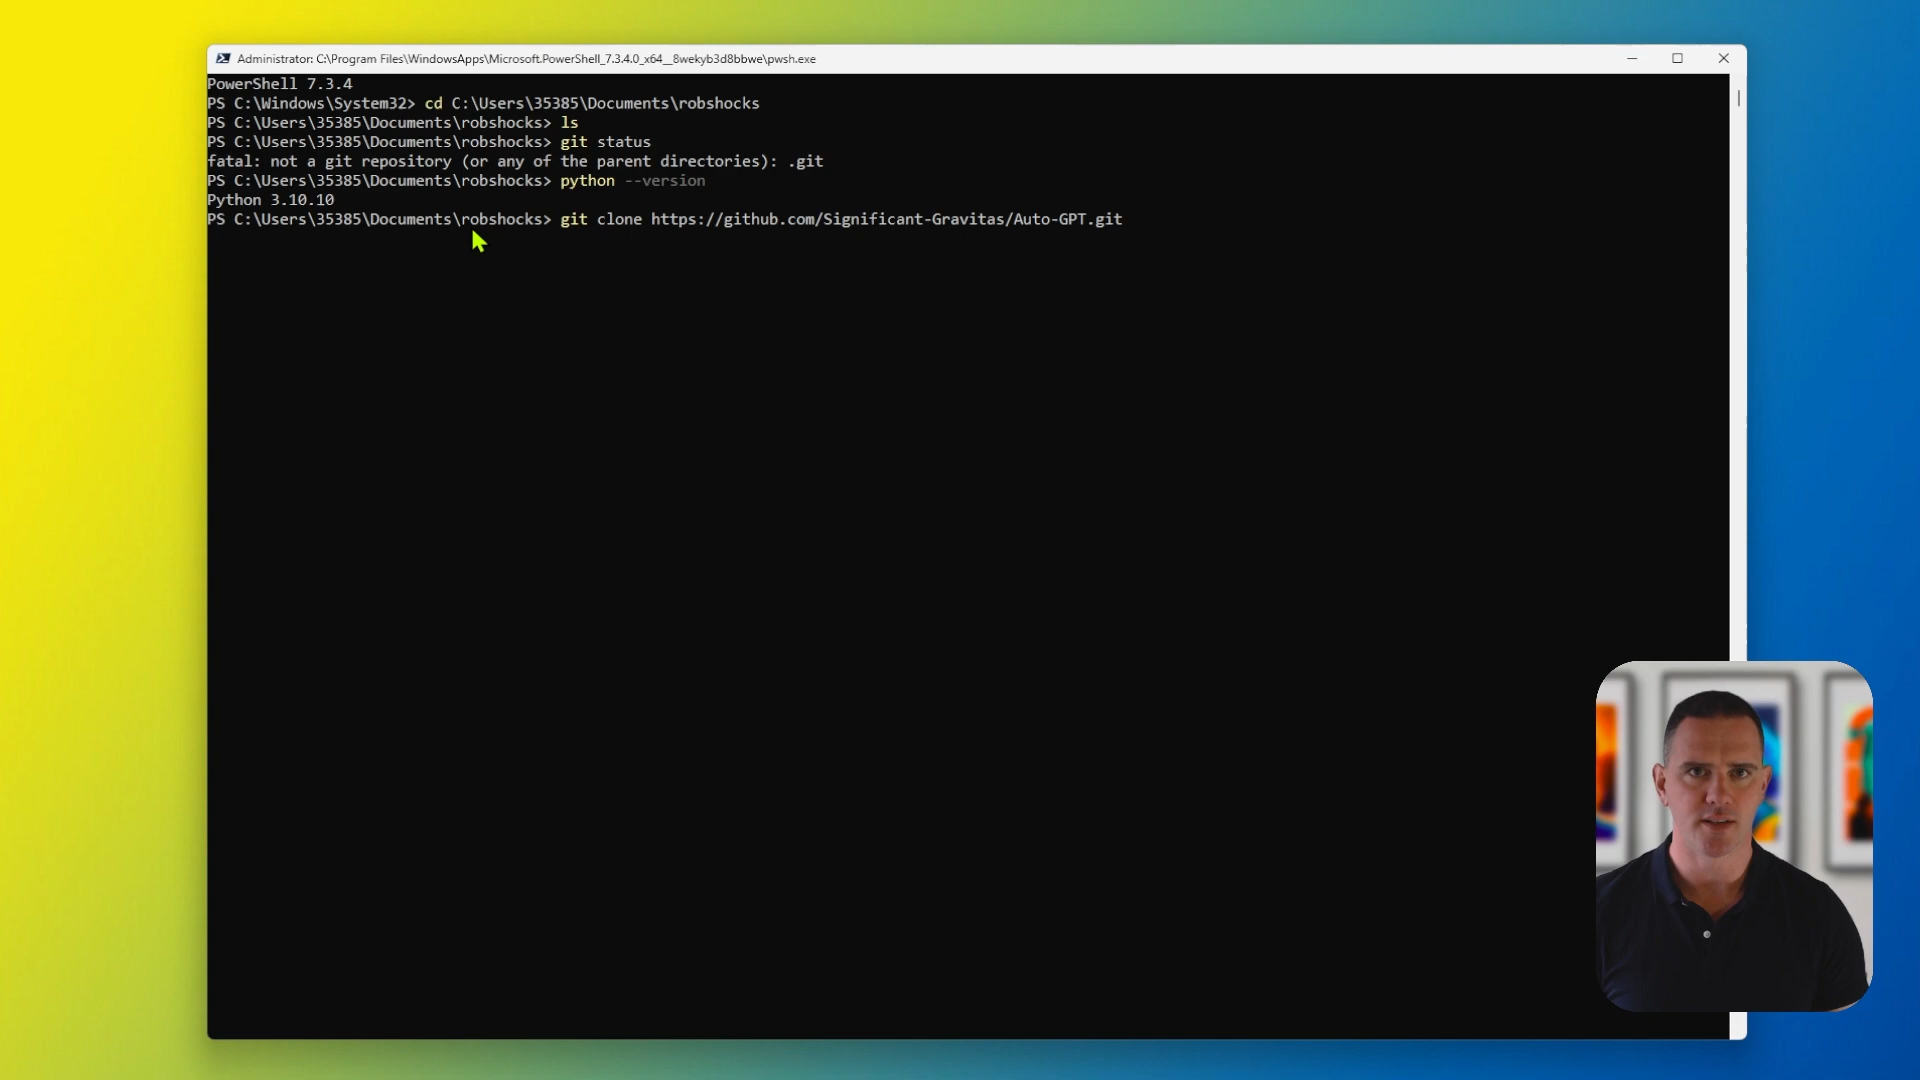 Administrator: C:\Program Files\WindowsApps\Microsoft.PowerShell_7.3.4.0_x64__8wekyb3d8bbwe\pwsh.exe
PowerShell 7.3.4
PS C:\Windows\System32> cd C:\Users\35385\Documents\robshocks
PS C:\Users\35385\Documents\robshocks> ls
PS C:\Users\35385\Documents\robshocks> git status
fatal: not a git repository (or any of the parent directories): .git
PS C:\Users\35385\Documents\robshocks> python --version
Python 3.10.10
PS C:\Users\35385\Documents\robshocks> git clone https://github.com/Significant-Gravitas/Auto-GPT.git